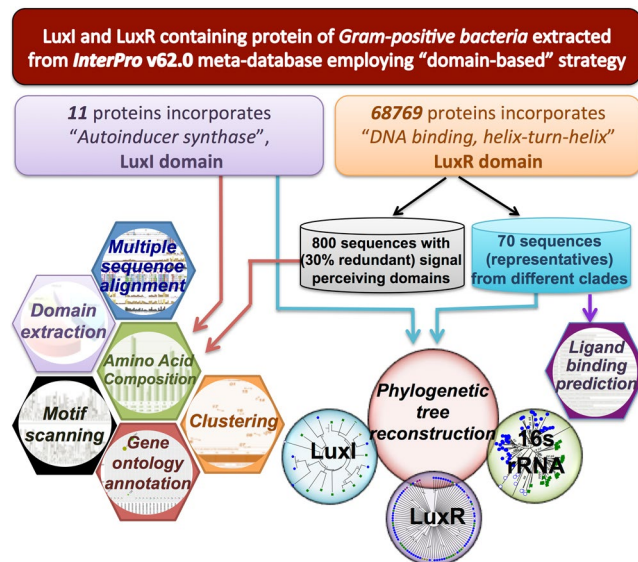 LuxI and LuxR containing protein of Gram-positive bacteria extracted
from InterPro v62.0 meta-database employing “domain-based” strategy
11 proteins incorporates
“Autoinducer synthase”,
LuxI domain
68769 proteins incorporates
“DNA binding, helix-turn-helix”
LuxR domain
800 sequences with
(30% redundant) signal
perceiving domains
70 sequences
(representatives)
from different clades
Multiple
sequence
alignment
Domain
extraction
Amino Acid
Composition
Motif
scanning
Clustering
Gene
ontology
annotation
Phylogenetic
tree
reconstruction
LuxI
LuxR
16s
rRNA
Ligand
binding
prediction